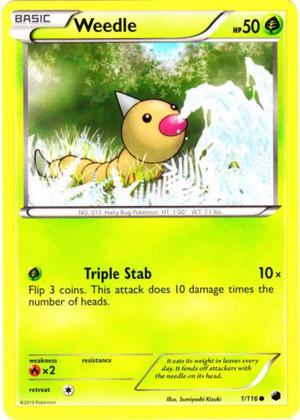 BASIC
Weedle HP50
NO. 013 Hairy Bug Pokémon HT: 1'00" WT: 7.1 lbs.
Triple Stab 10×
Flip 3 coins. This attack does 10 damage times the
number of heads.
weakness resistance
×2
retreat
It eats its weight in leaves
every day. It fends off attackers
with the needle on its head.
©2013 Pokémon
Illus. Sumiyoshi Kizuki 1/116